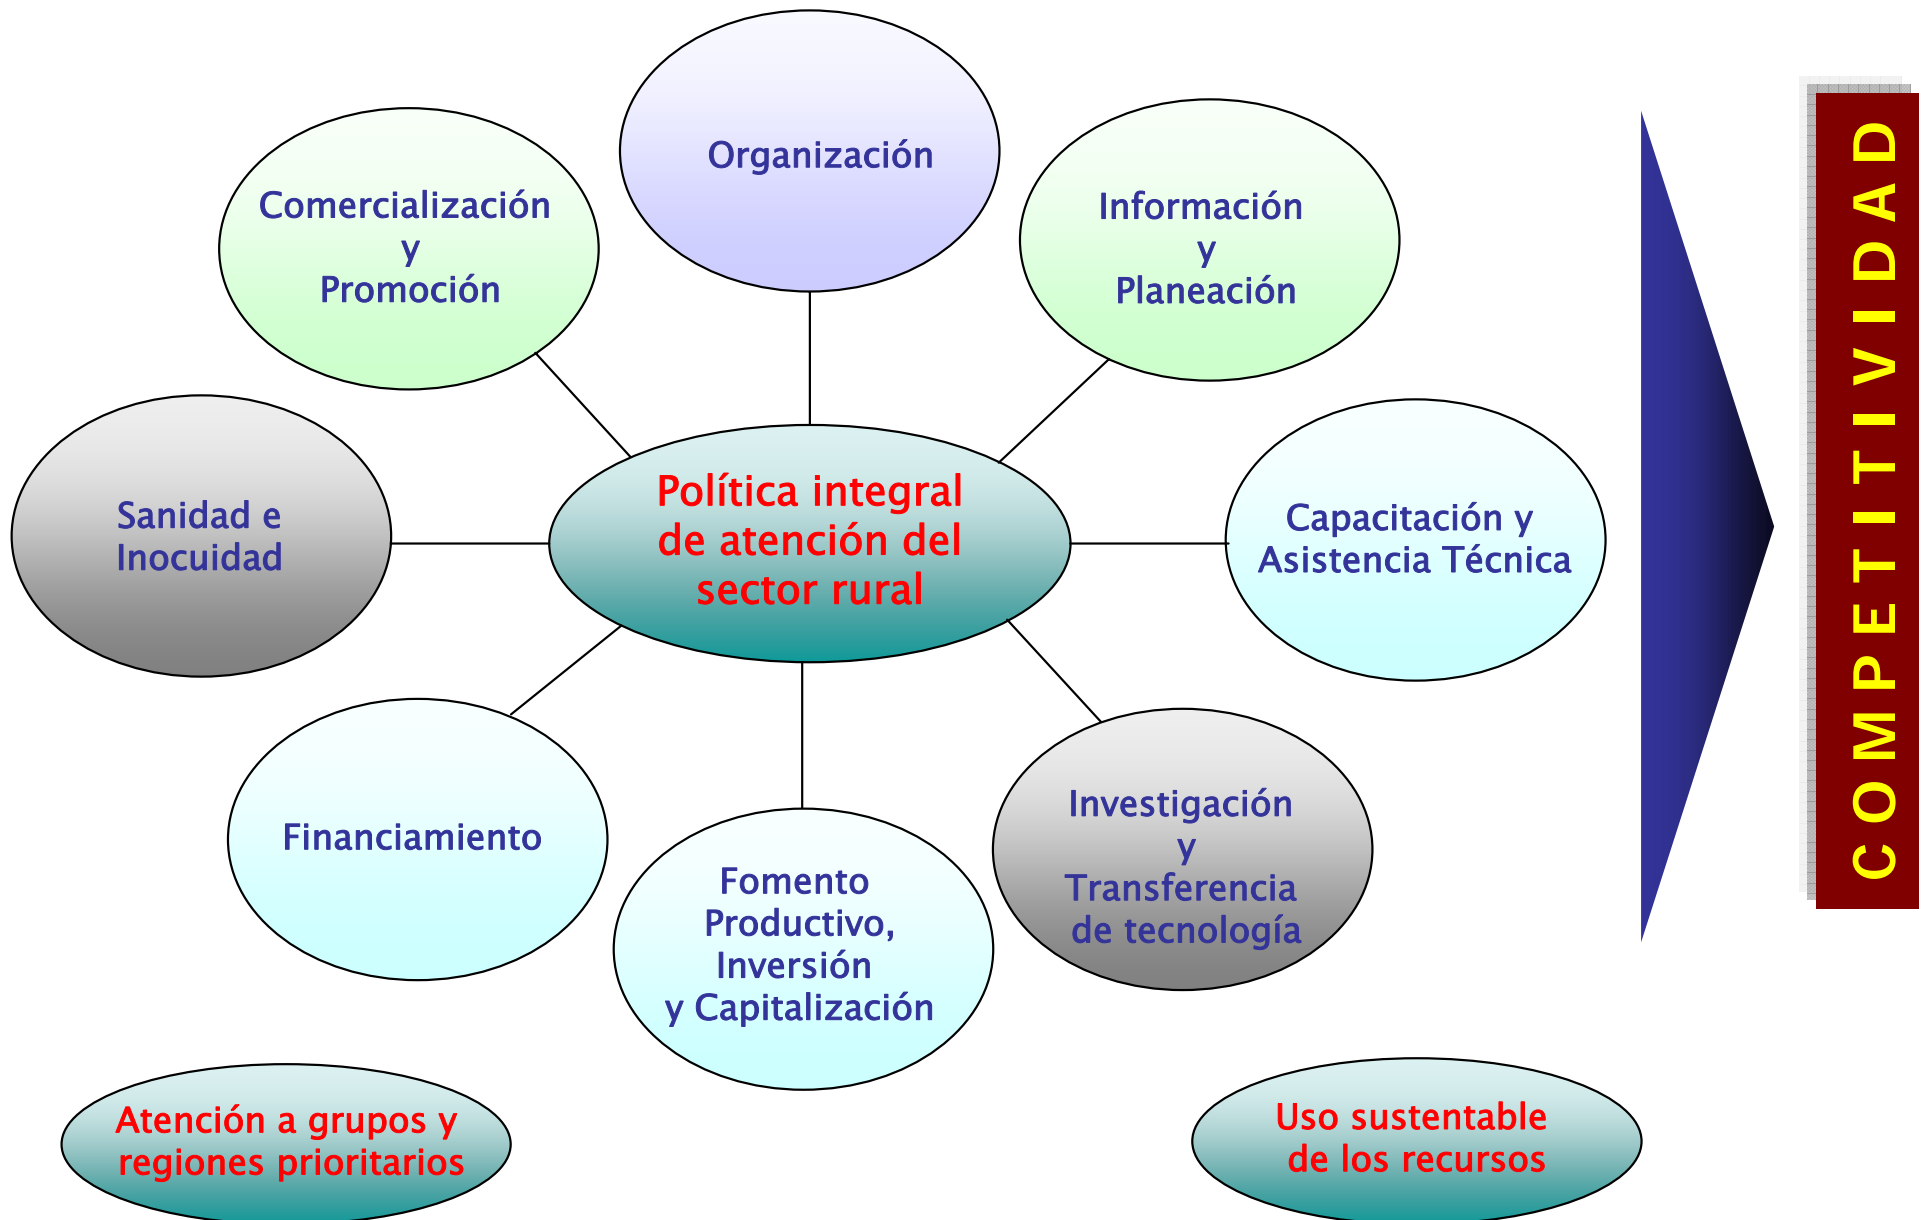 Organización
Comercialización
y
Promoción
Información
y
Planeación
Sanidad e
Inocuidad
Política integral
de atención del
sector rural
Capacitación y
Asistencia Técnica
Financiamiento
Fomento
Productivo,
Inversión
y Capitalización
Investigación
y
Transferencia
de tecnología
Atención a grupos y
regiones prioritarios
Uso sustentable
de los recursos
COMPETITIVIDAD